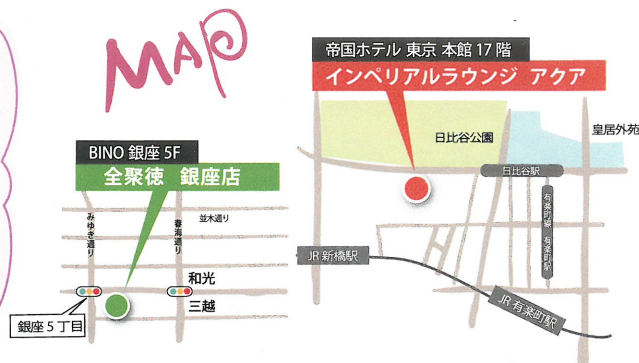 MAP
BINO 銀座 5F
全聚徳 銀座店
みゆき通り
春海通り
並木通り
和光
三越
銀座5丁目
帝国ホテル 東京 本館 17 階
インペリアルラウンジ アクア
日比谷公園
皇居外苑
日比谷駅
有楽町線 有楽町駅
JR 新橋駅
JR 有楽町駅